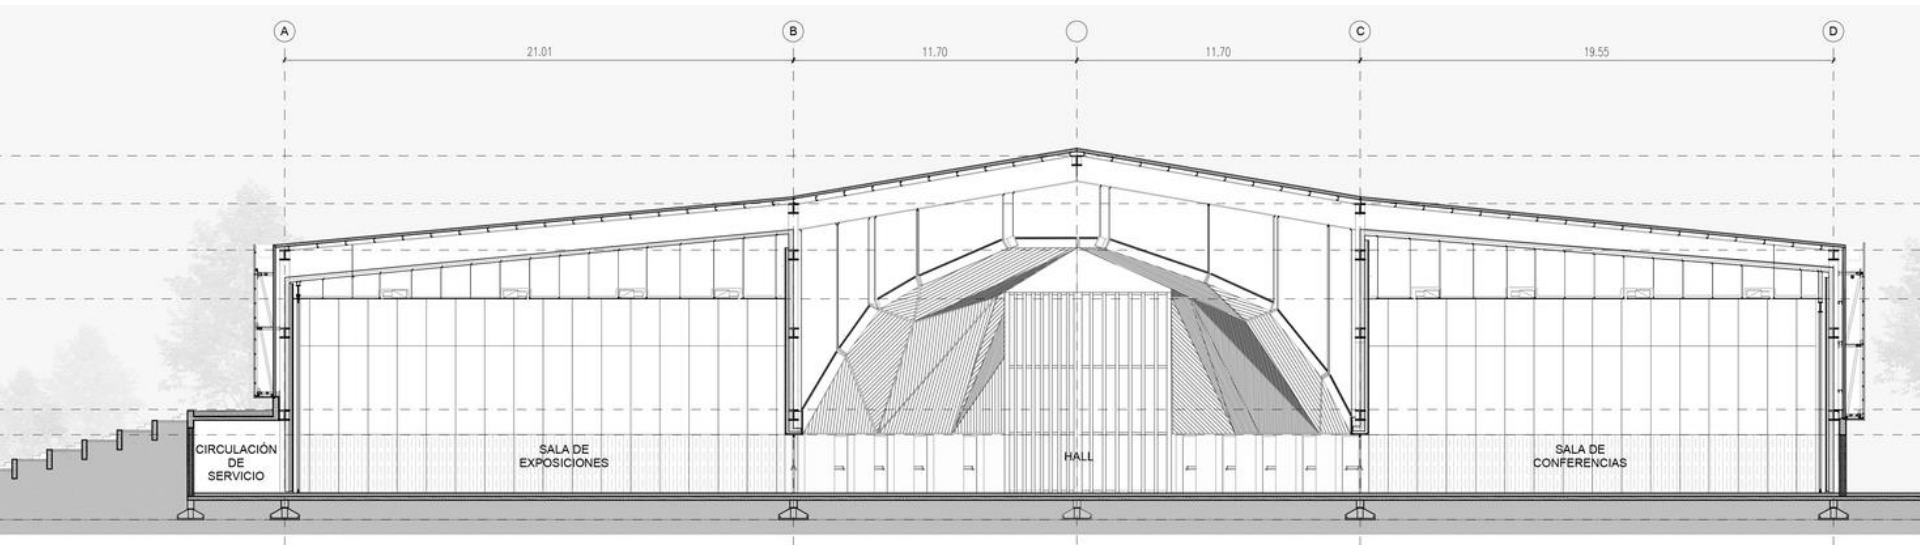 A
B
C
D
21.01
11.70
11.70
19.55
CIRCULACIÓN
DE
SERVICIO
SALA DE
EXPOSICIONES
HALL
SALA DE
CONFERENCIAS